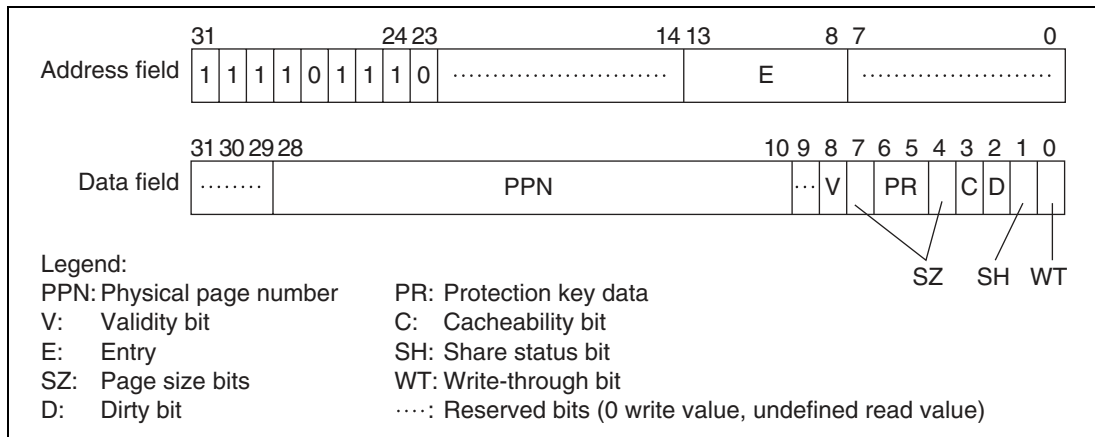 31 24 23 14 13 8 7 0
Address field 1 1 1 1 0 1 1 1 0 ·························· E ························
31 30 29 28 10 9 8 7 6 5 4 3 2 1 0
Data field ········ PPN ··· V PR C D
SZ SH WT
Legend:
PPN: Physical page number PR: Protection key data
V: Validity bit C: Cacheability bit
E: Entry SH: Share status bit
SZ: Page size bits WT: Write-through bit
D: Dirty bit ····: Reserved bits (0 write value, undefined read value)